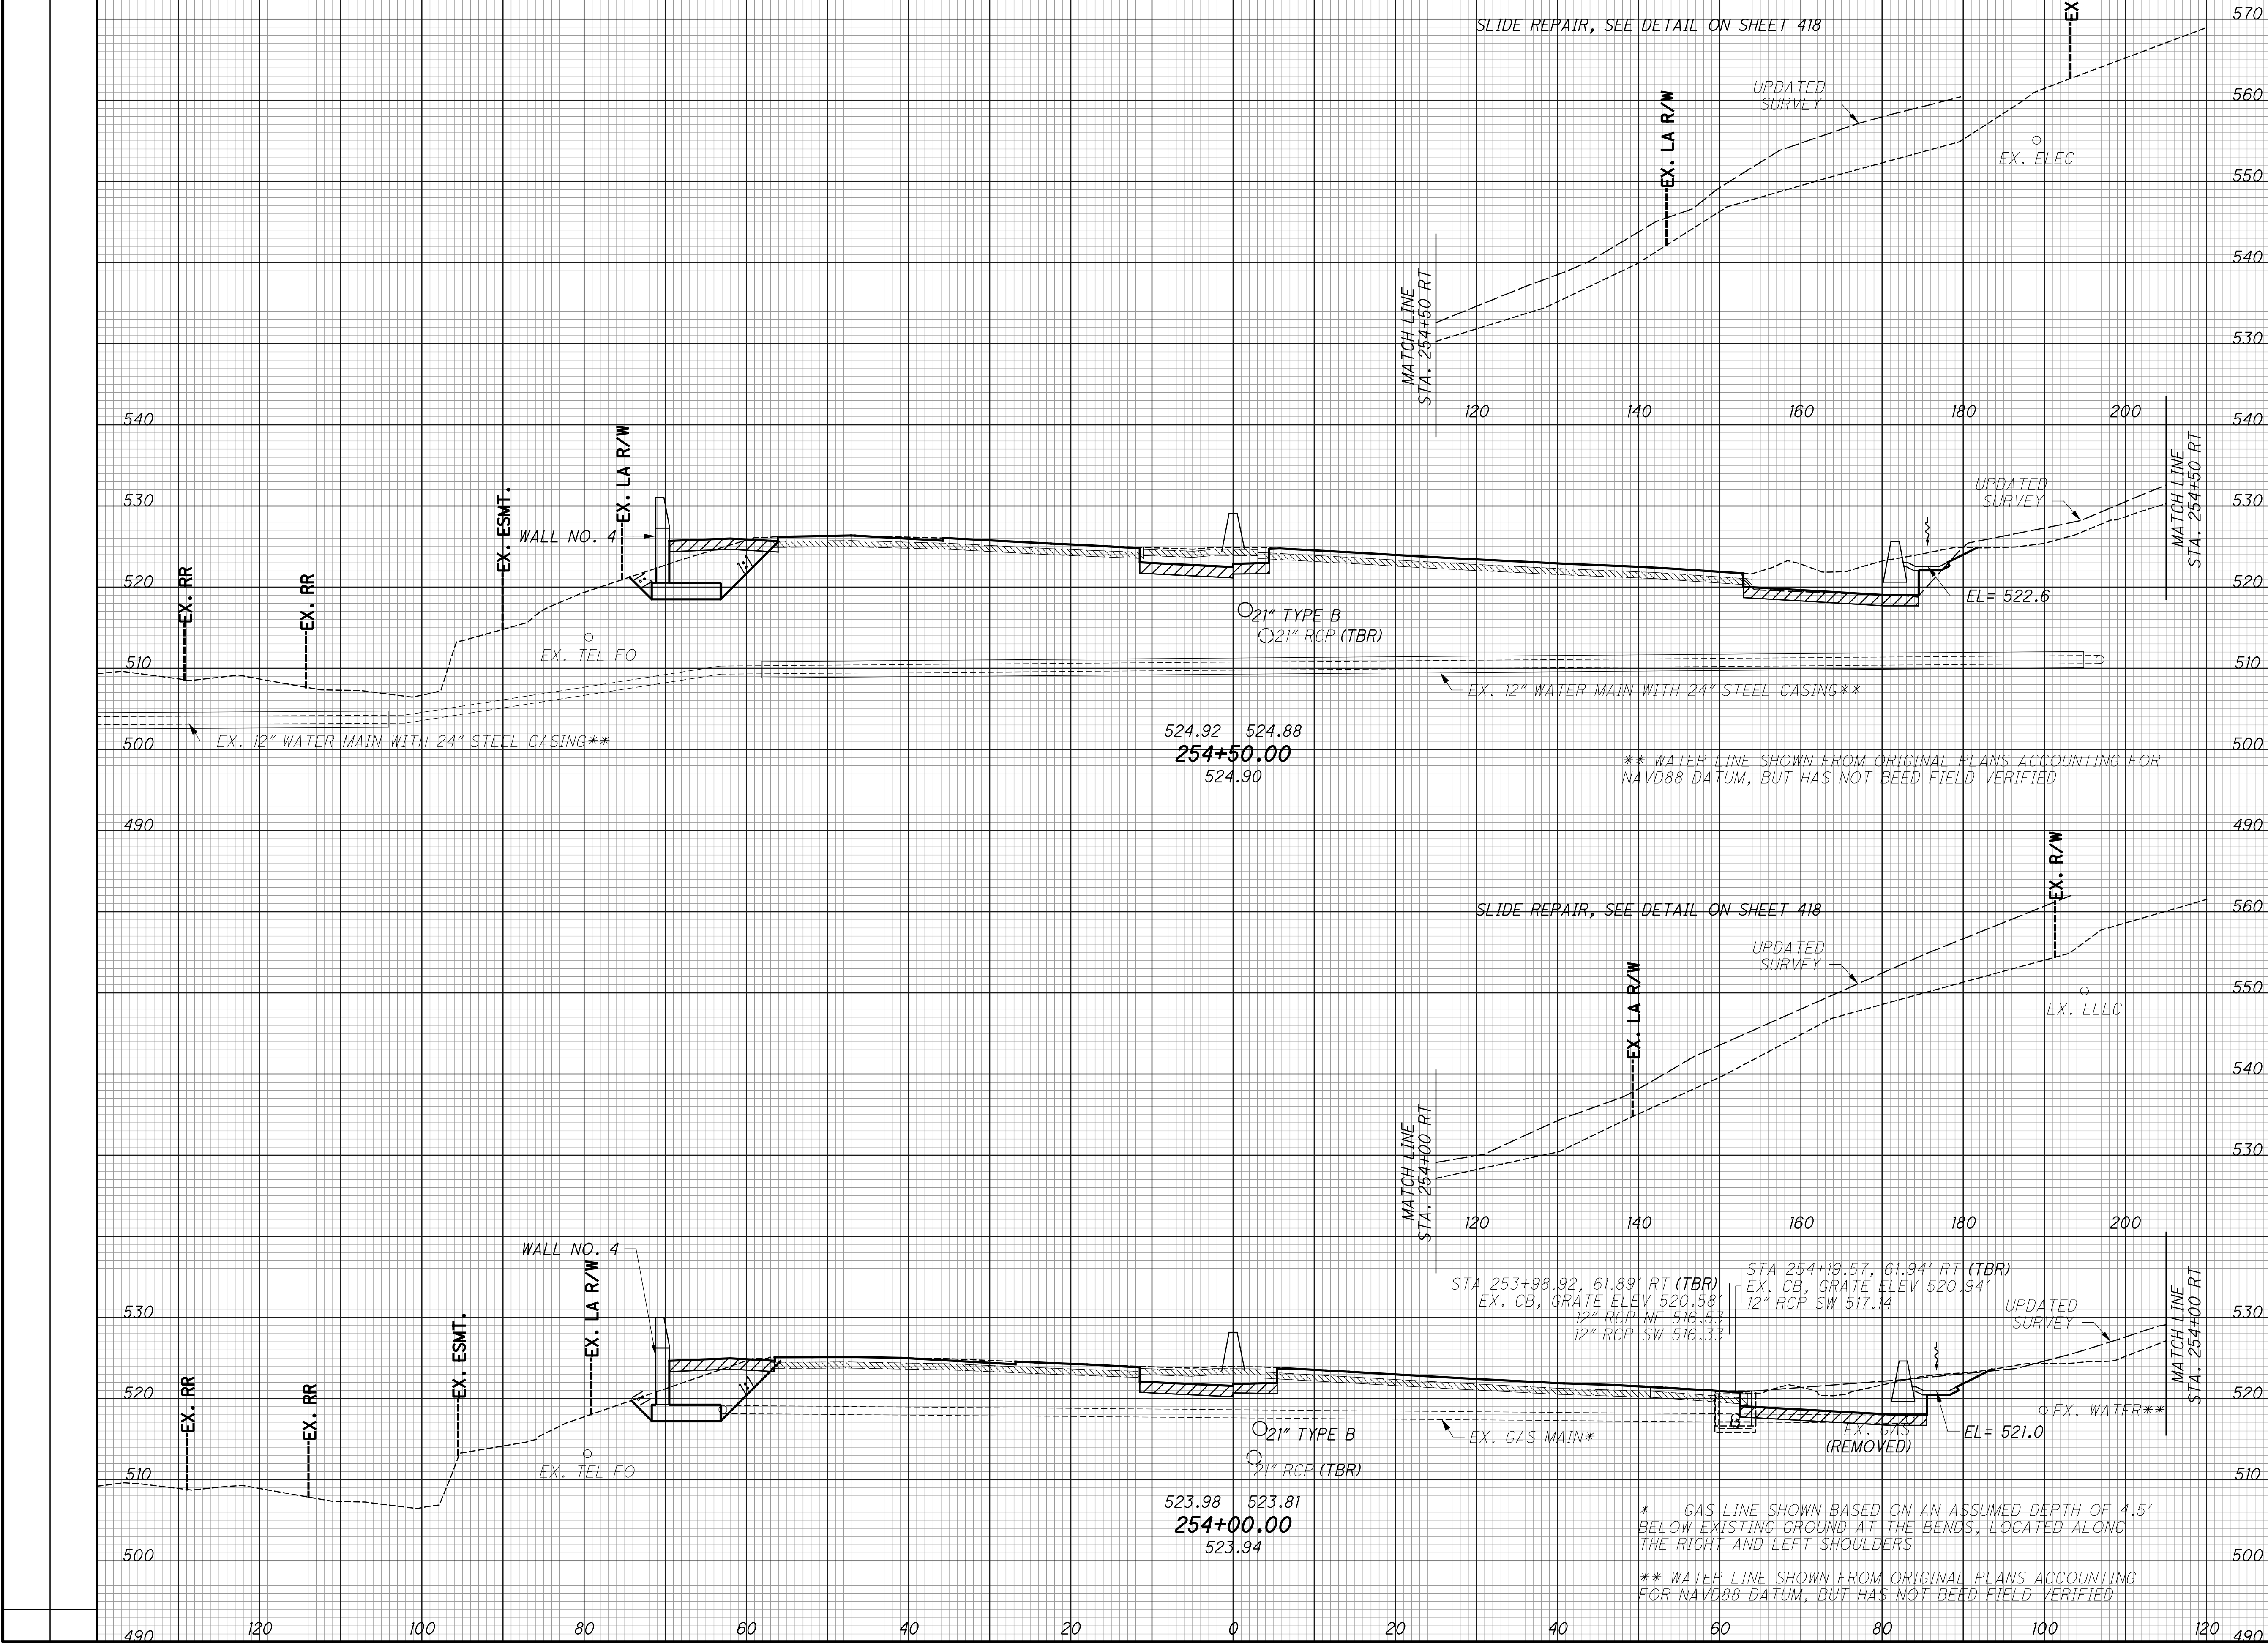 570
EX
SLIDE REPAIR, SEE DETAIL ON SHEET 418
UPDATED
SURVEY
560
EX. LA R/W
EX. ELEC
550
540
MATCH LINE
STA. 254+50 RT
530
120 140 160 180 200
540 540
EX. LA R/W
EX. ESMT.
UPDATED
SURVEY
MATCH LINE
STA. 254+50 RT
530 530
WALL NO. 4
EX. RR
EX. RR
1:1
520 520
EL= 522.6
21" TYPE B
21" RCP (TBR)
EX. TEL FO
510 510
EX. 12" WATER MAIN WITH 24" STEEL CASING**
EX. 12" WATER MAIN WITH 24" STEEL CASING**
524.92 524.88
254+50.00
524.90
500 500
** WATER LINE SHOWN FROM ORIGINAL PLANS ACCOUNTING FOR
NAVD88 DATUM, BUT HAS NOT BEED FIELD VERIFIED
490 490
EX. R/W
SLIDE REPAIR, SEE DETAIL ON SHEET 418
560
UPDATED
SURVEY
EX. LA R/W
550
EX. ELEC
540
MATCH LINE
STA. 254+00 RT
530
120 140 160 180 200
WALL NO. 4
EX. LA R/W
EX. ESMT.
STA 253+98.92, 61.89' RT (TBR)
EX. CB, GRATE ELEV 520.58'
12" RCP NE 516.53
12" RCP SW 516.33
STA 254+19.57, 61.94' RT (TBR)
EX. CB, GRATE ELEV 520.94'
12" RCP SW 517.14
UPDATED
SURVEY
MATCH LINE
STA. 254+00 RT
530 530
EX. RR
EX. RR
1:1
520 520
EX. WATER**
21" TYPE B
EX. GAS MAIN*
EX. GAS
(REMOVED)
EL= 521.0
21" RCP (TBR)
EX. TEL FO
510 510
523.98 523.81
254+00.00
523.94
* GAS LINE SHOWN BASED ON AN ASSUMED DEPTH OF 4.5'
BELOW EXISTING GROUND AT THE BENDS, LOCATED ALONG
THE RIGHT AND LEFT SHOULDERS
500 500
** WATER LINE SHOWN FROM ORIGINAL PLANS ACCOUNTING
FOR NAVD88 DATUM, BUT HAS NOT BEED FIELD VERIFIED
490 120 100 80 60 40 20 0 20 40 60 80 100 120 490